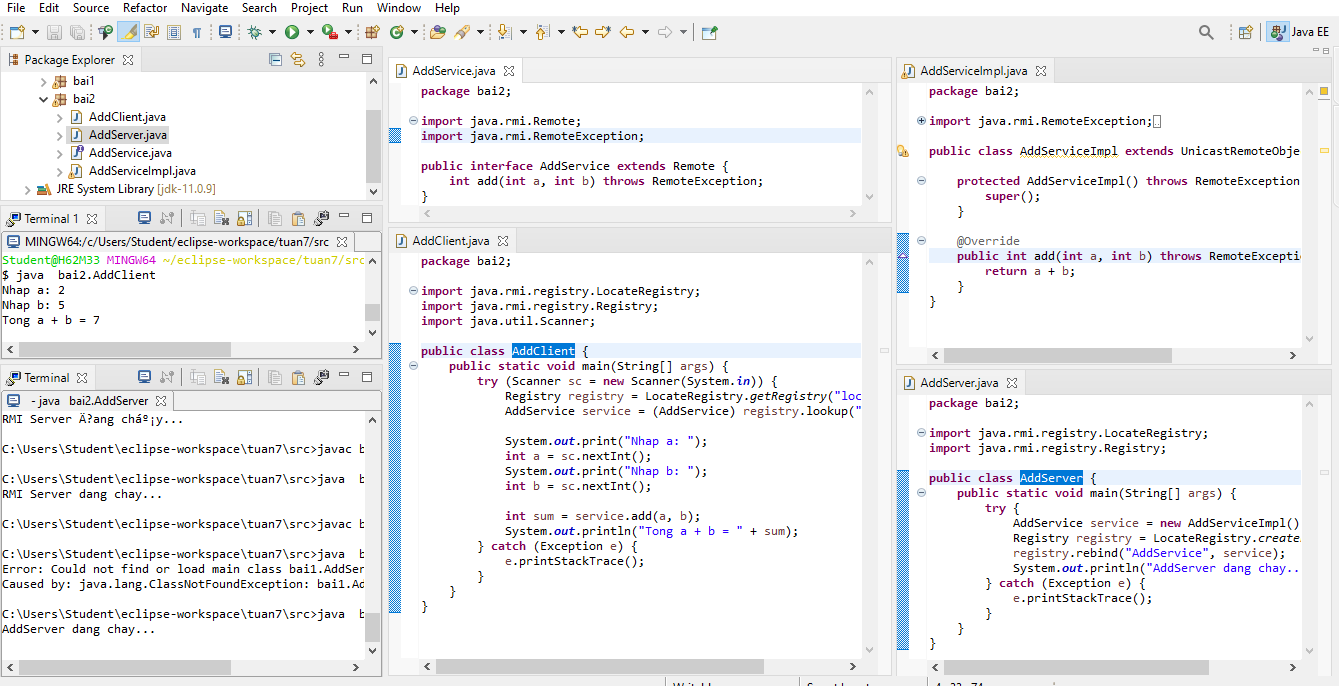 File Edit Source Refactor Navigate Search Project Run Window Help
Java EE
Package Explorer
bai1
bai2
AddClient.java
AddServer.java
AddService.java
AddServiceImpl.java
JRE System Library [jdk-11.0.9]
Terminal 1
MINGW64:/c/Users/Student/eclipse-workspace/tuan7/src
Student@H62M33 MINGW64 ~/eclipse-workspace/tuan7/src
$ java  bai2.AddClient
Nhap a: 2
Nhap b: 5
Tong a + b = 7
Terminal
- java  bai2.AddServer
RMI Server Ä?ang cháº¡y...
C:\Users\Student\eclipse-workspace\tuan7\src>javac b
C:\Users\Student\eclipse-workspace\tuan7\src>java  b
RMI Server dang chay...
C:\Users\Student\eclipse-workspace\tuan7\src>javac b
C:\Users\Student\eclipse-workspace\tuan7\src>java  b
Error: Could not find or load main class bai1.AddSer
Caused by: java.lang.ClassNotFoundException: bai1.Ad
C:\Users\Student\eclipse-workspace\tuan7\src>java  b
AddServer dang chay...
AddService.java
package bai2;
import java.rmi.Remote;
import java.rmi.RemoteException;
public interface AddService extends Remote {
int add(int a, int b) throws RemoteException;
}
AddClient.java
package bai2;
import java.rmi.registry.LocateRegistry;
import java.rmi.registry.Registry;
import java.util.Scanner;
public class AddClient {
public static void main(String[] args) {
try (Scanner sc = new Scanner(System.in)) {
Registry registry = LocateRegistry.getRegistry("loc
AddService service = (AddService) registry.lookup("
System.out.print("Nhap a: ");
int a = sc.nextInt();
System.out.print("Nhap b: ");
int b = sc.nextInt();
int sum = service.add(a, b);
System.out.println("Tong a + b = " + sum);
} catch (Exception e) {
e.printStackTrace();
}
}
}
AddServiceImpl.java
package bai2;
import java.rmi.RemoteException;
public class AddServiceImpl extends UnicastRemoteObje
protected AddServiceImpl() throws RemoteException
super();
}
@Override
public int add(int a, int b) throws RemoteExcepti
return a + b;
}
}
AddServer.java
package bai2;
import java.rmi.registry.LocateRegistry;
import java.rmi.registry.Registry;
public class AddServer {
public static void main(String[] args) {
try {
AddService service = new AddServiceImpl()
Registry registry = LocateRegistry.create
registry.rebind("AddService", service);
System.out.println("AddServer dang chay..
} catch (Exception e) {
e.printStackTrace();
}
}
}